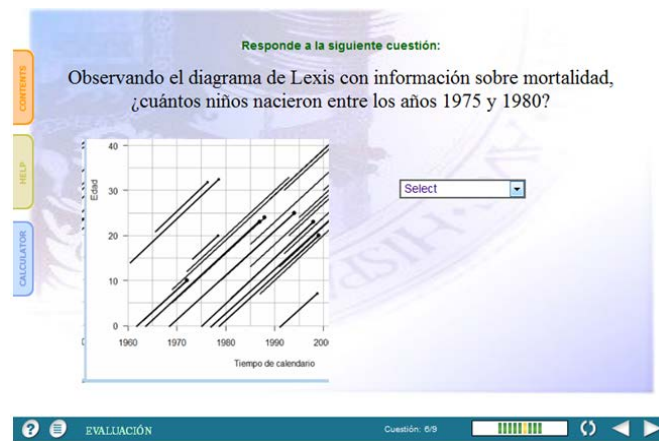 Responde a la siguiente cuestión:
Observando el diagrama de Lexis con información sobre mortalidad,
¿cuántos niños nacieron entre los años 1975 y 1980?
CONTENTS
HELP
CALCULATOR
Select
Edad
40
30
20
10
0
1960 1970 1980 1990 200
Tiempo de calendario
EVALUACIÓN
Cuestión: 6/9